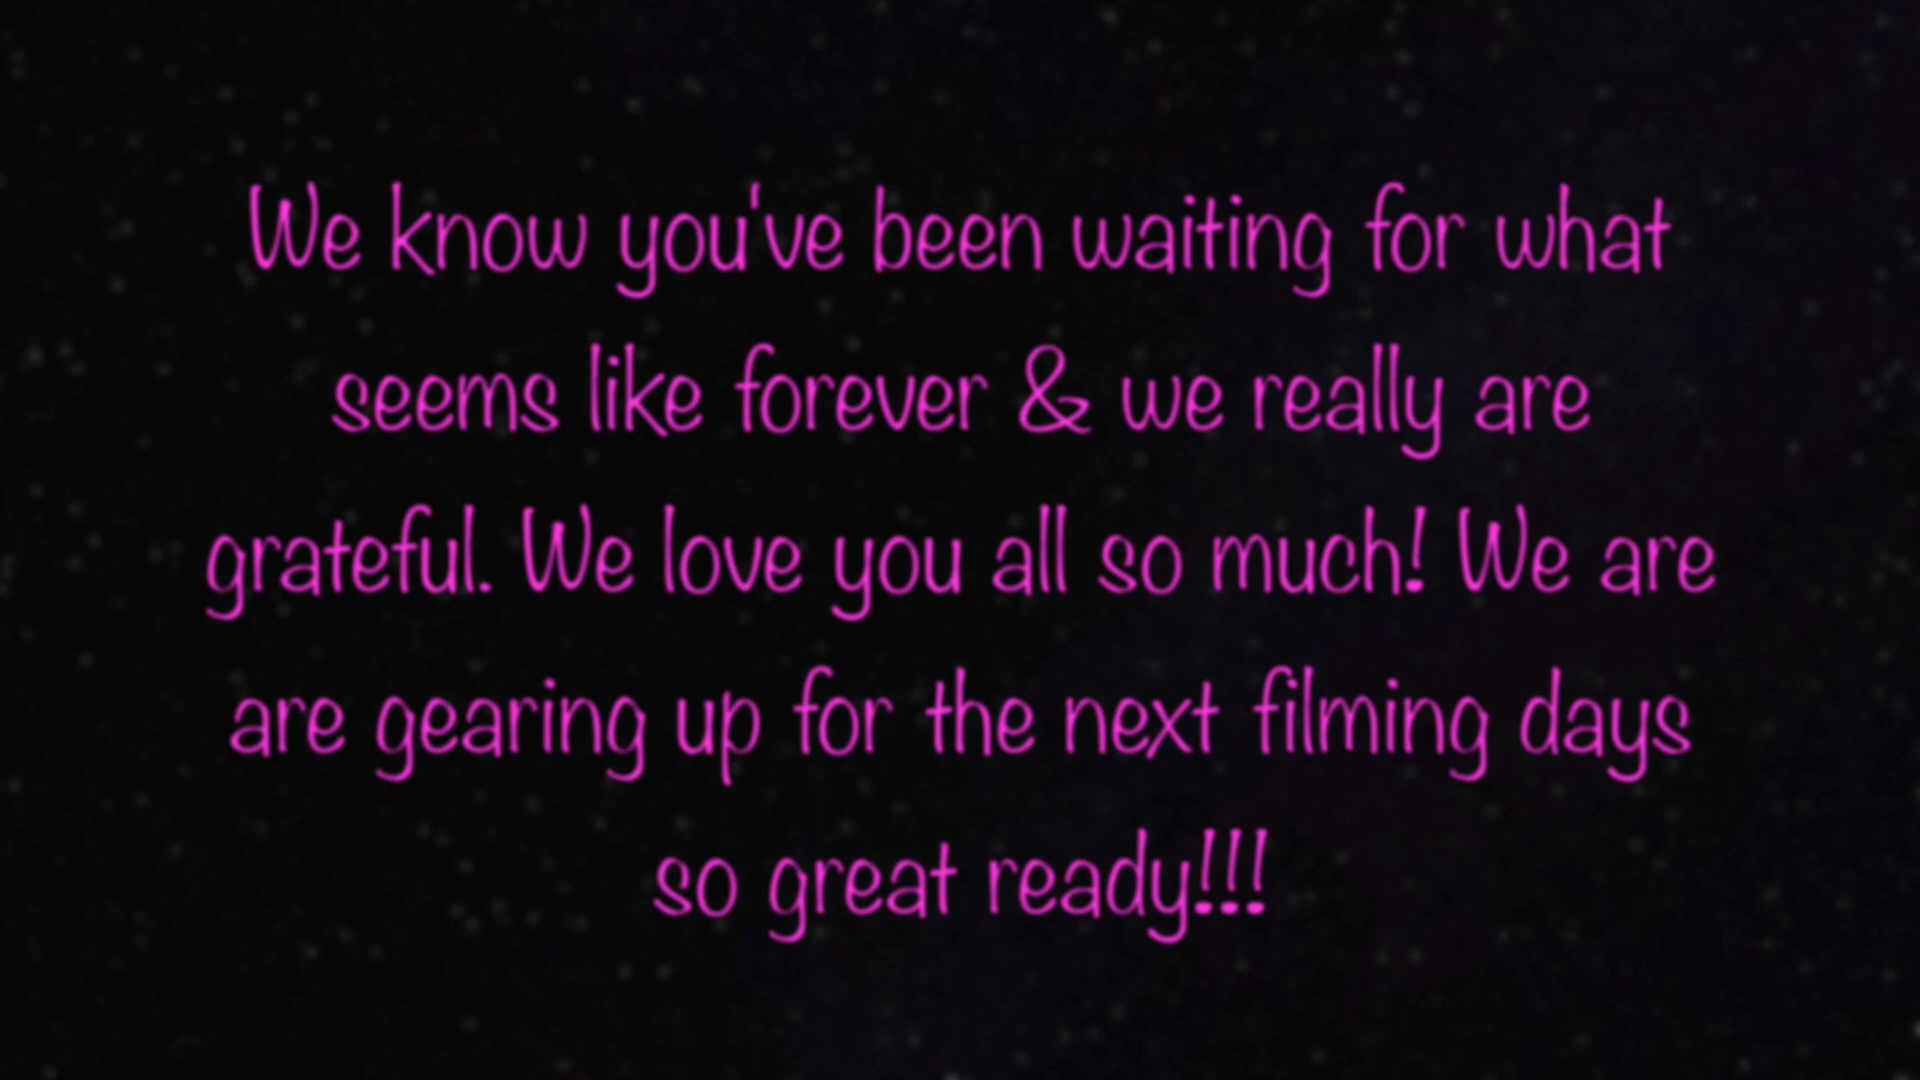 We know you've been waiting for what
seems like forever & we really are
grateful. We love you all so much! We are
are gearing up for the next filming days
so great ready!!!